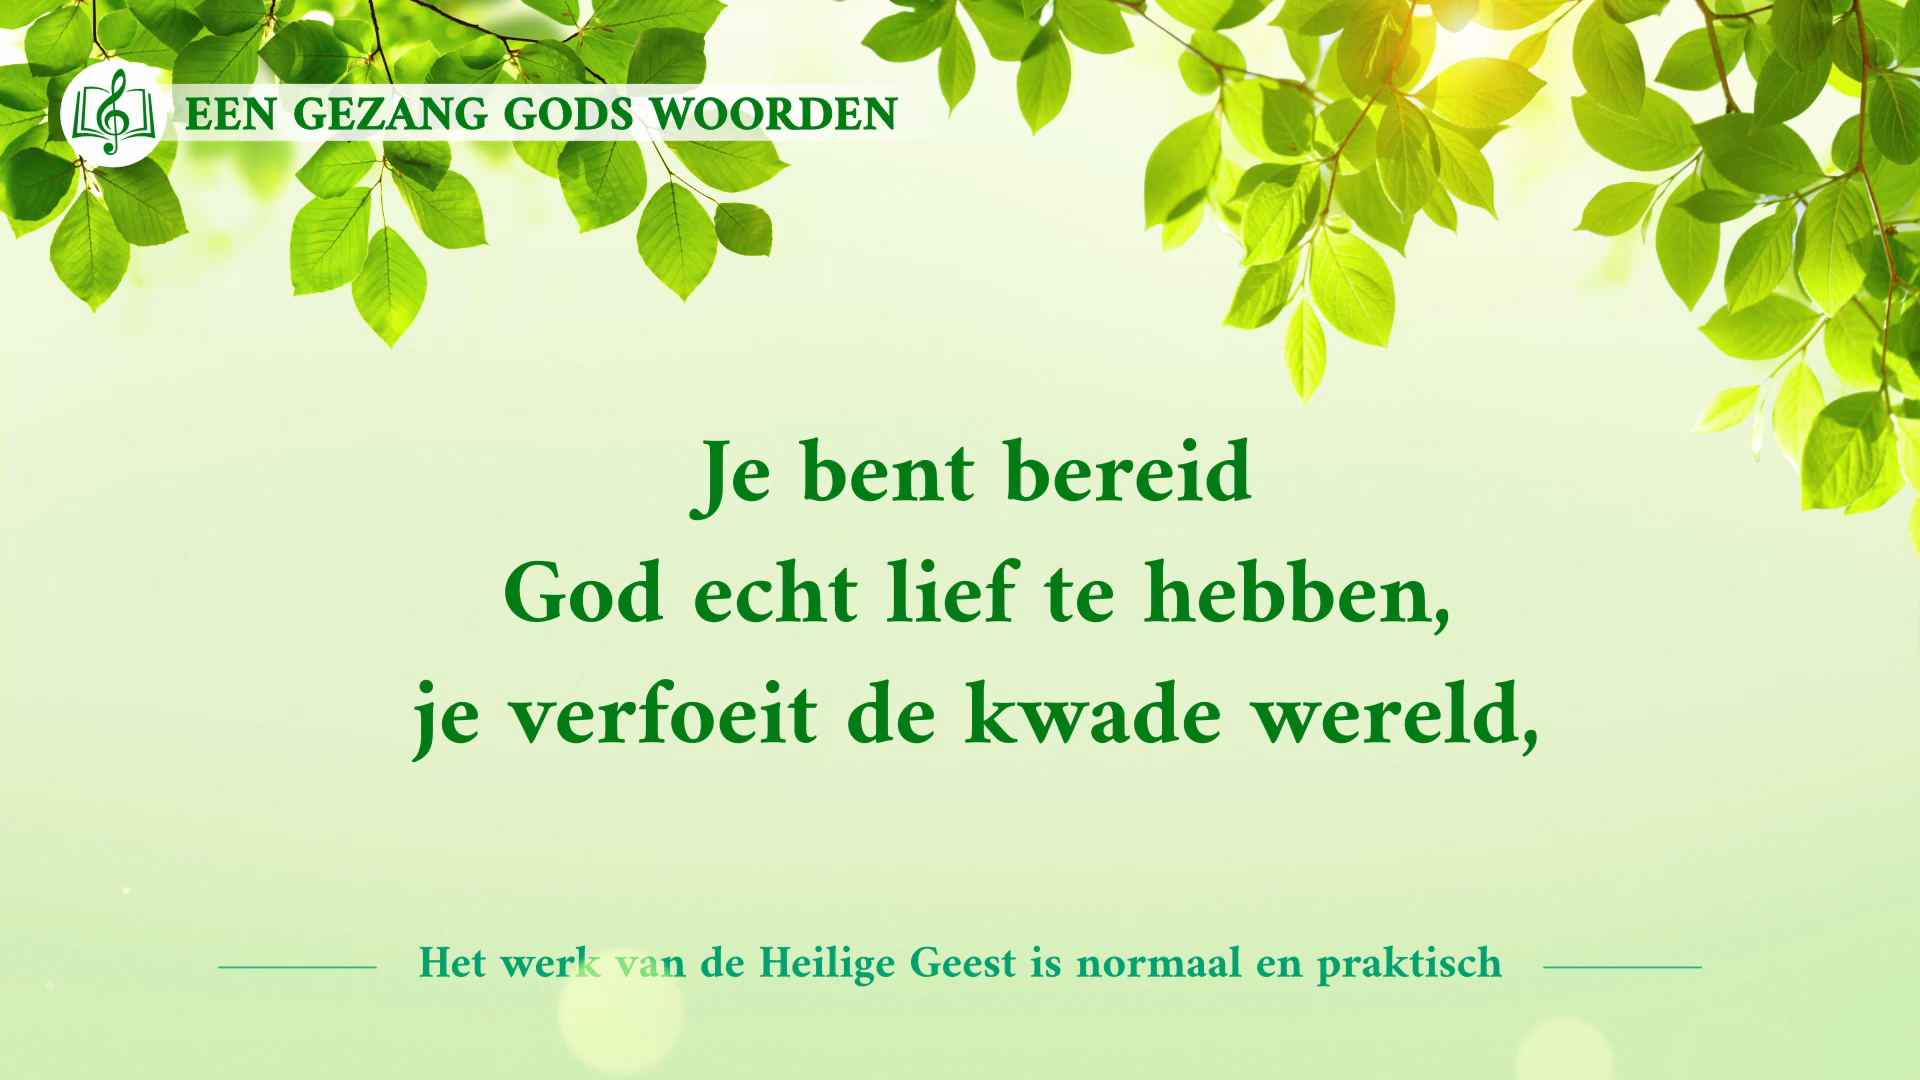 EEN GEZANG GODS WOORDEN
Je bent bereid
God echt lief te hebben,
je verfoeit de kwade wereld,
Het werk van de Heilige Geest is normaal en praktisch